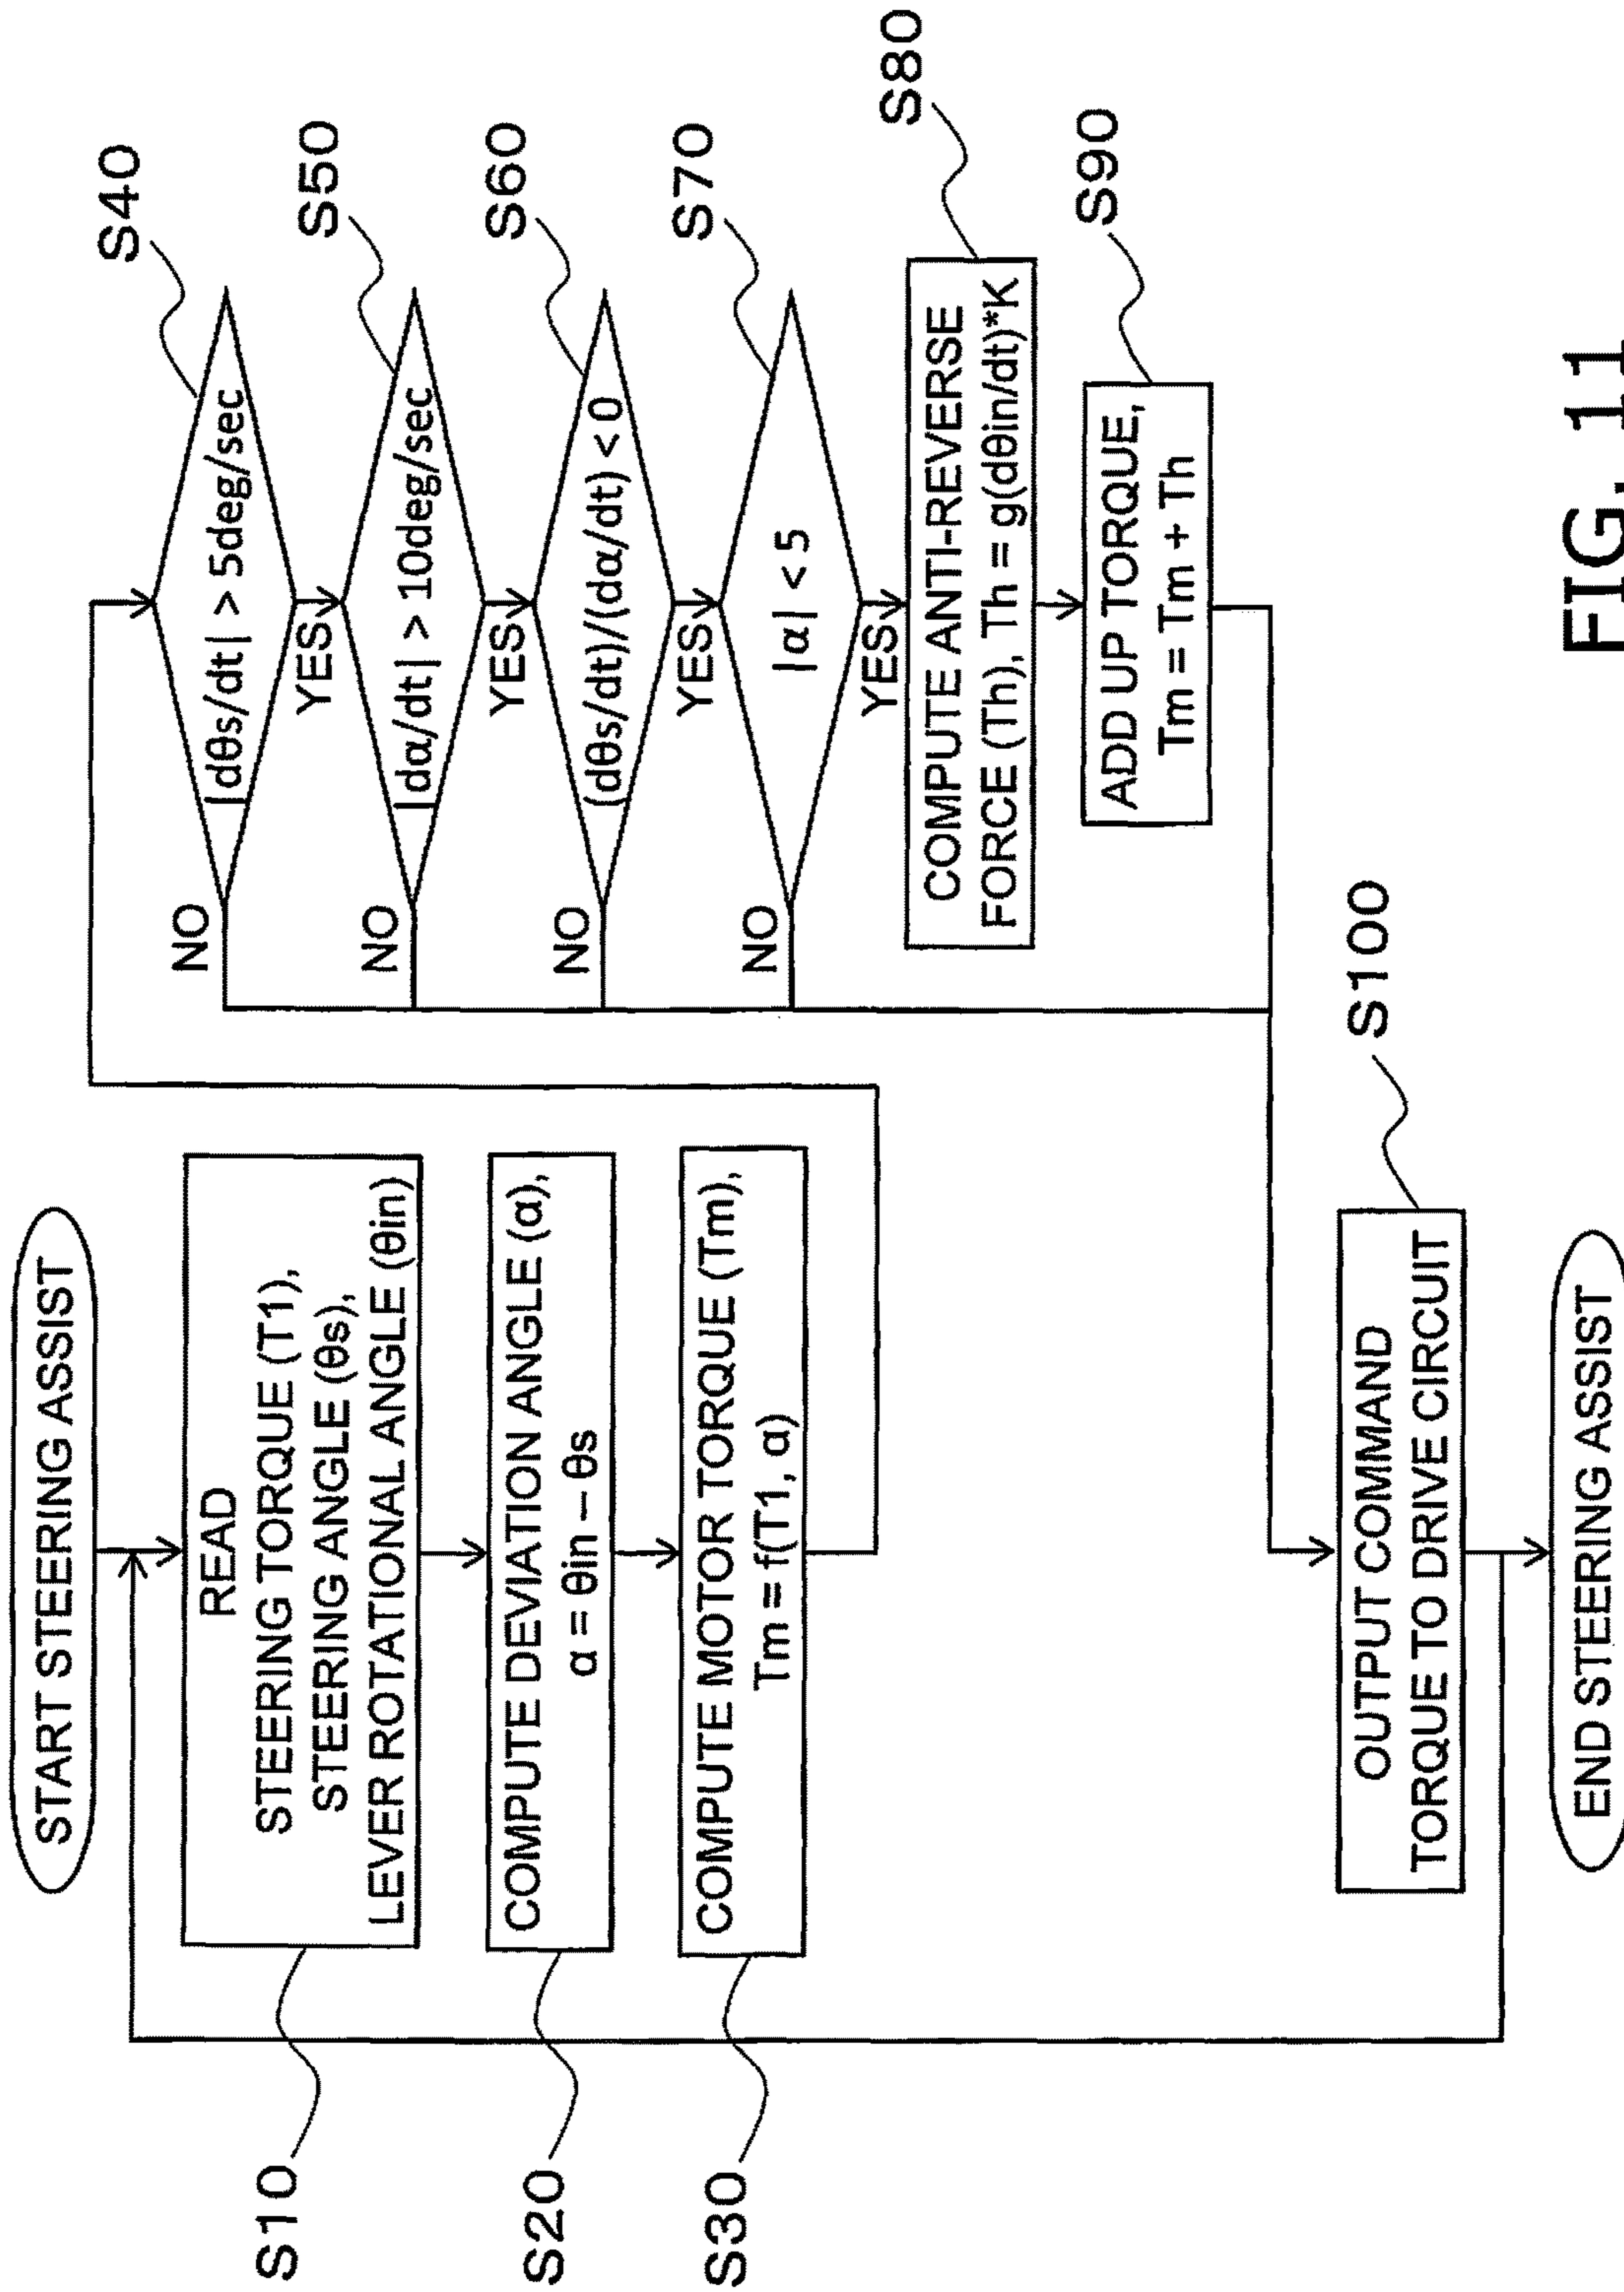 START STEERING ASSIST
READ
STEERING TORQUE (T1),
STEERING ANGLE (θs),
LEVER ROTATIONAL ANGLE (θin)
S10
COMPUTE DEVIATION ANGLE (α),
α = θin – θs
S20
COMPUTE MOTOR TORQUE (Tm),
Tm = f(T1, α)
S30
|dθs/dt| > 5deg/sec
S40
NO
YES
|dα/dt| > 10deg/sec
S50
NO
YES
(dθs/dt)/(dα/dt) < 0
S60
NO
YES
|α| < 5
S70
NO
YES
COMPUTE ANTI-REVERSE
FORCE (Th), Th = g(dθin/dt)*K
S80
ADD UP TORQUE,
Tm = Tm + Th
S90
OUTPUT COMMAND
TORQUE TO DRIVE CIRCUIT
S100
END STEERING ASSIST
FIG. 11